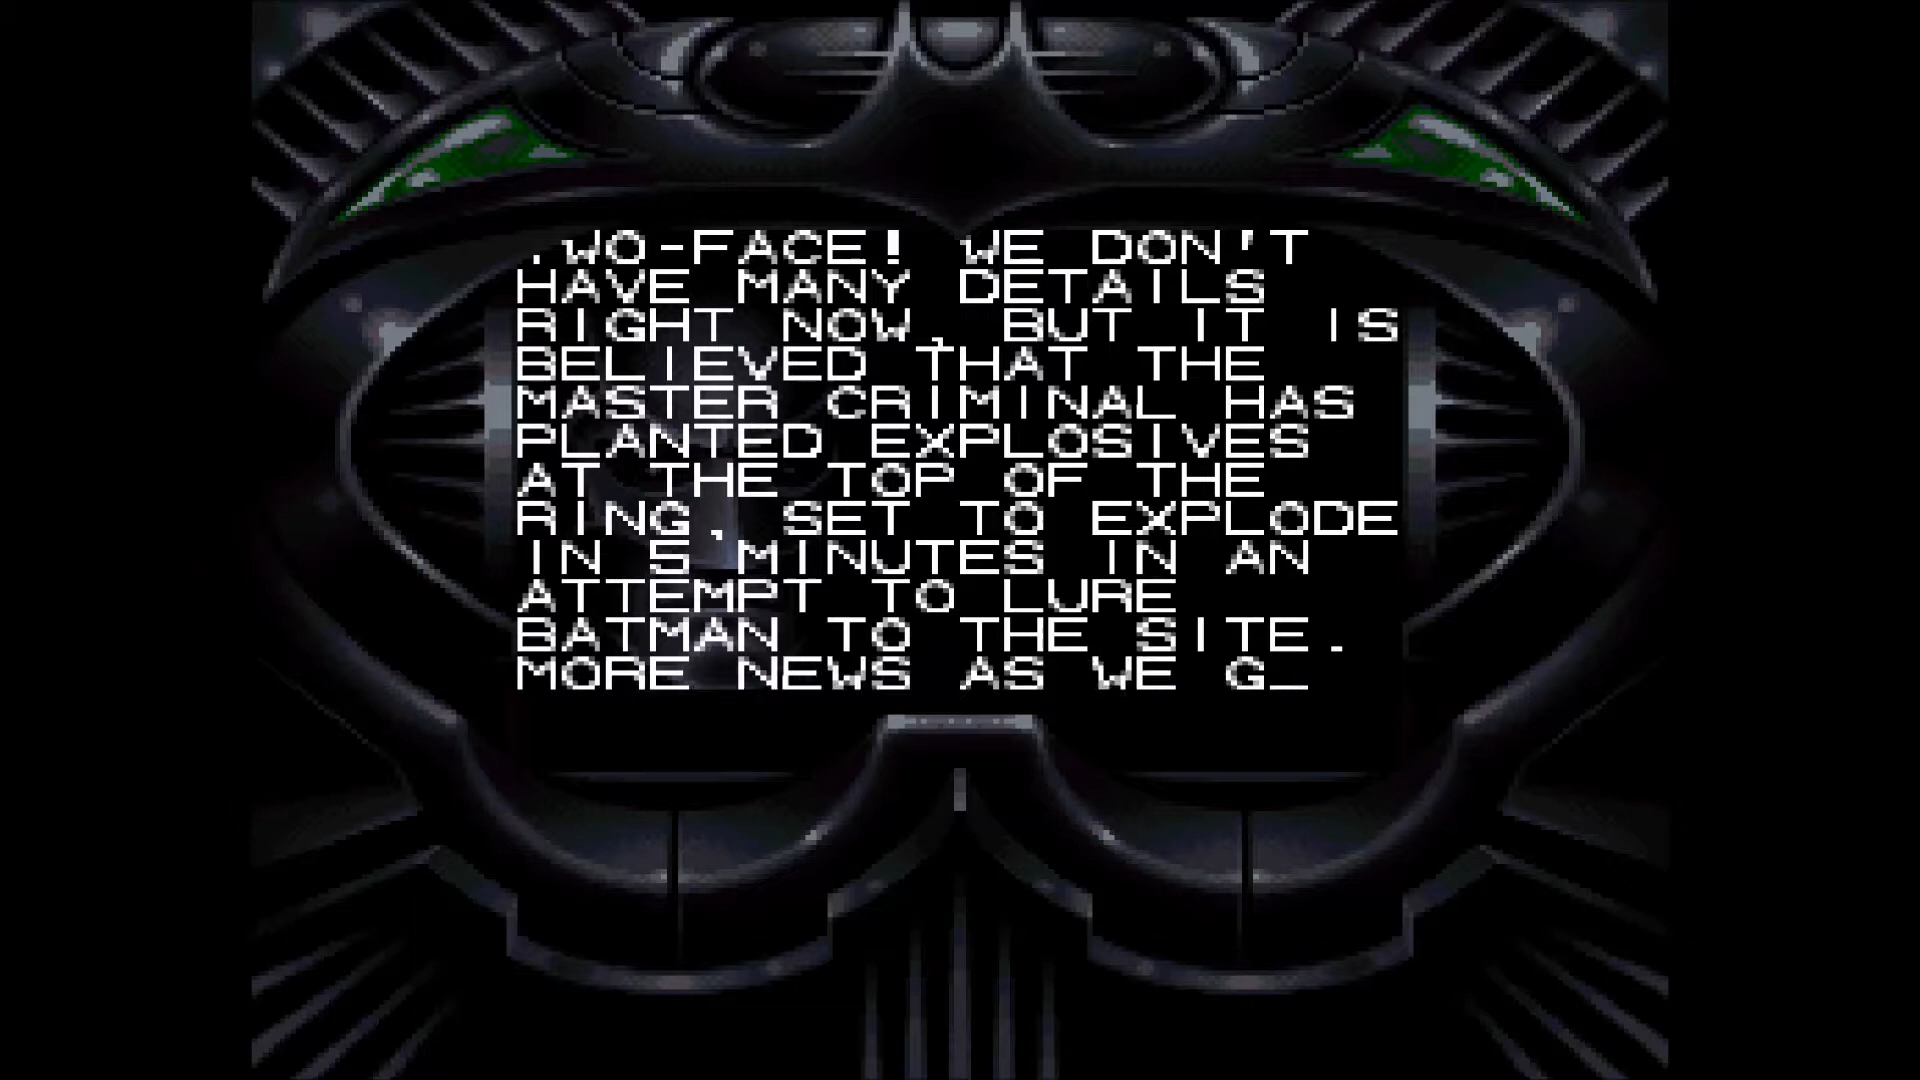 .WO-FACE! WE DON'T
HAVE MANY DETAILS
RIGHT NOW, BUT IT IS
BELIEVED THAT THE
MASTER CRIMINAL HAS
PLANTED EXPLOSIVES
AT THE TOP OF THE
RING, SET TO EXPLODE
IN 5 MINUTES IN AN
ATTEMPT TO LURE
BATMAN TO THE SITE.
MORE NEWS AS WE G_